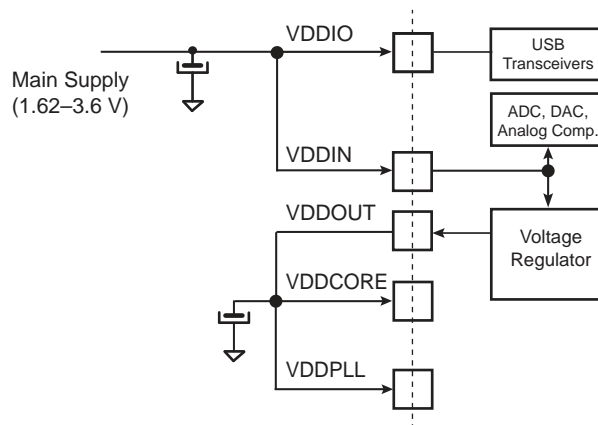 VDDIO
USB
Transceivers
Main Supply
(1.62–3.6 V)
ADC, DAC,
Analog Comp.
VDDIN
VDDOUT
Voltage
Regulator
VDDCORE
VDDPLL